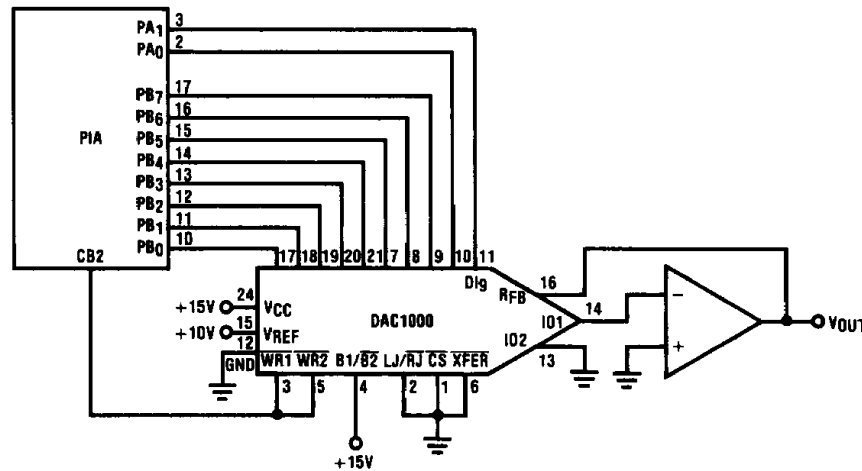 PIA
PA1 3
PA0 2
PB7 17
PB6 16
PB5 15
PB4 14
PB3 13
PB2 12
PB1 11
PB0 10
CB2
17 18 19 20 21 7 8 9 10 11
DI9
+15V 24 VCC
+10V 15 VREF
12 GND
DAC1000
RFB 16
IO1 14
IO2 13
WR1 WR2 B1/B2 LJ/RJ CS XFER
3 5 4 2 1 6
+15V
−
+
VOUT